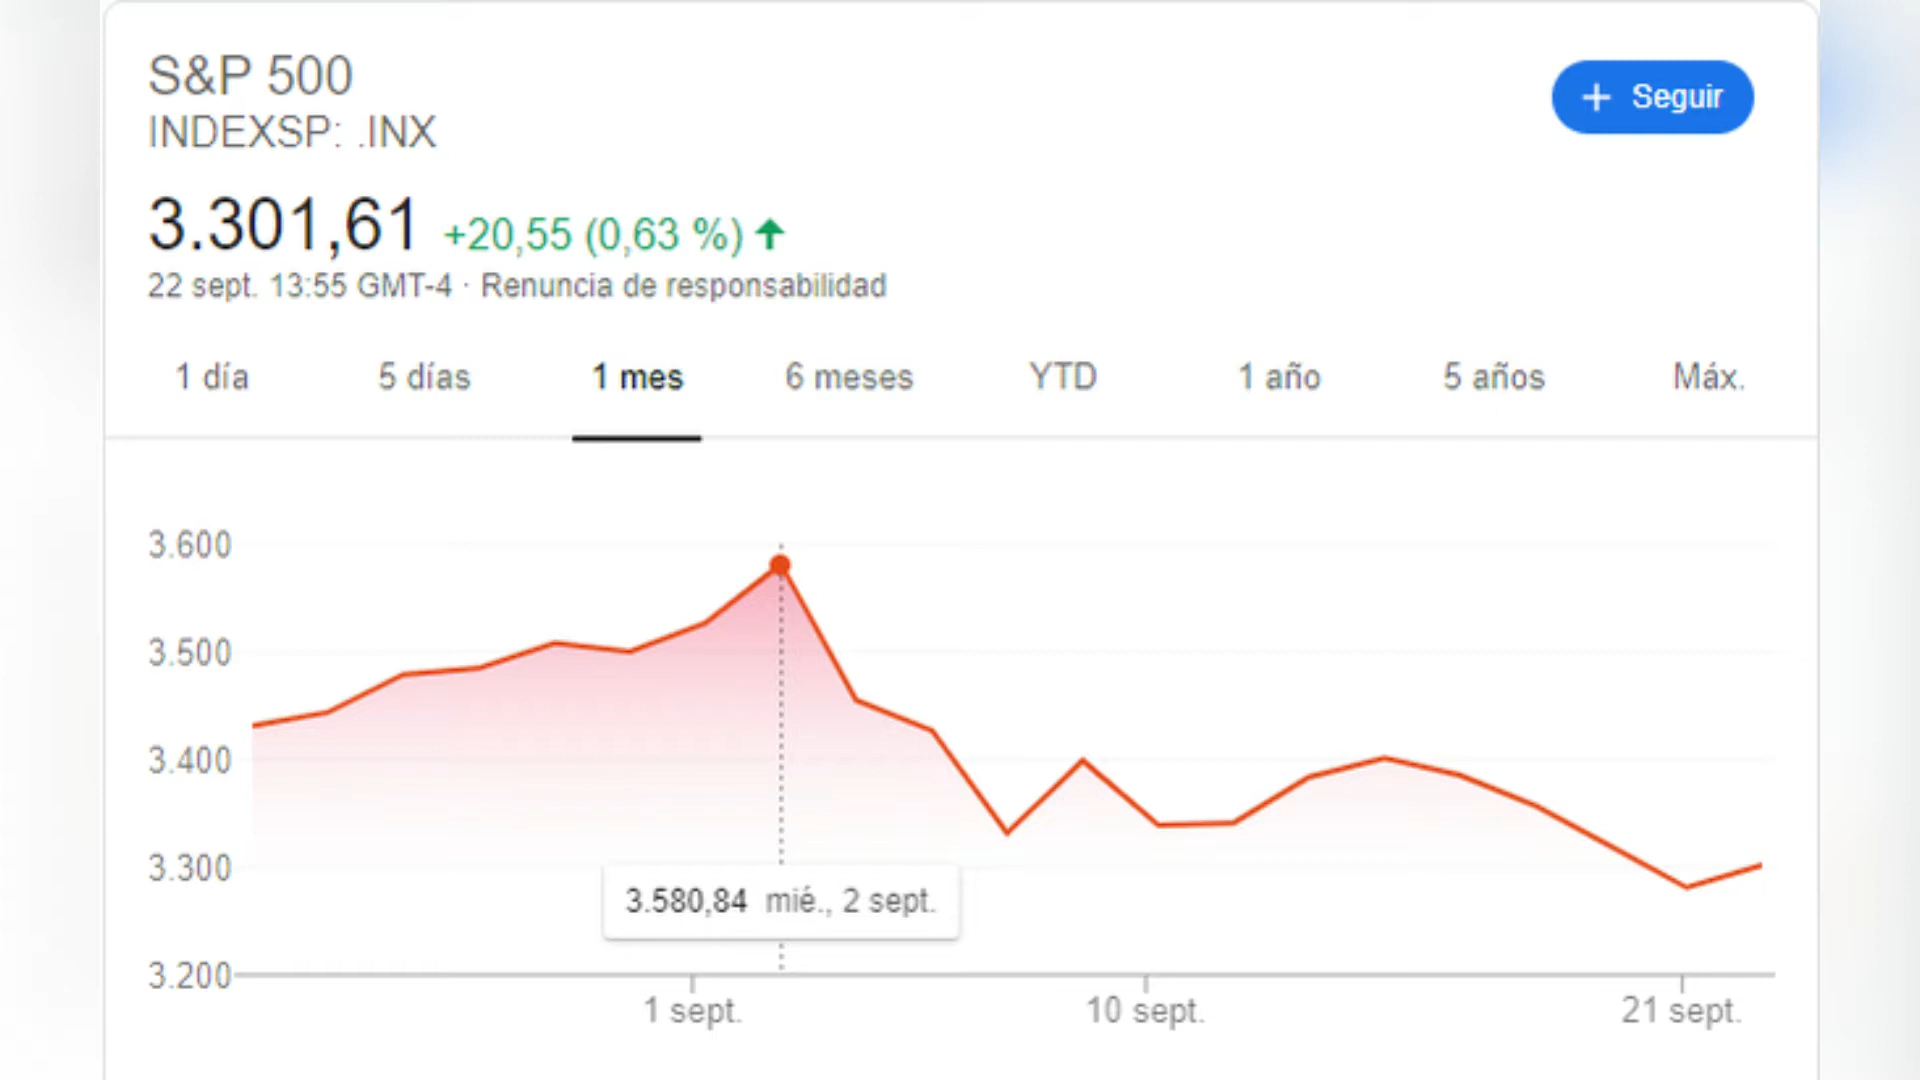 S&P 500
INDEXSP: .INX
+ Seguir
3.301,61 +20,55 (0,63 %)
22 sept. 13:55 GMT-4 · Renuncia de responsabilidad
1 día 5 días 1 mes 6 meses YTD 1 año 5 años Máx.
3.600
3.500
3.400
3.300
3.580,84 mié., 2 sept.
3.200
1 sept. 10 sept. 21 sept.